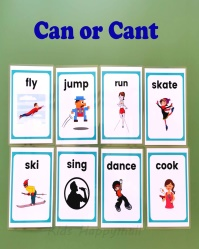 Can or Cant
fly
jump
run
skate
ski
sing
dance
cook